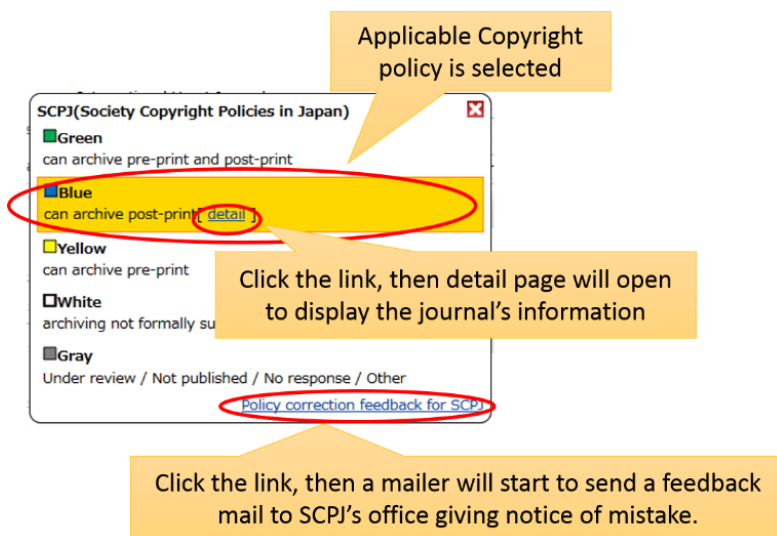 Applicable Copyright
policy is selected
SCPJ(Society Copyright Policies in Japan)
Green
can archive pre-print and post-print
Blue
can archive post-print[ detail ]
Yellow
can archive pre-print
Click the link, then detail page will open
to display the journal’s information
White
archiving not formally su
Gray
Under review / Not published / No response / Other
Policy correction feedback for SCPJ
Click the link, then a mailer will start to send a feedback
mail to SCPJ’s office giving notice of mistake.